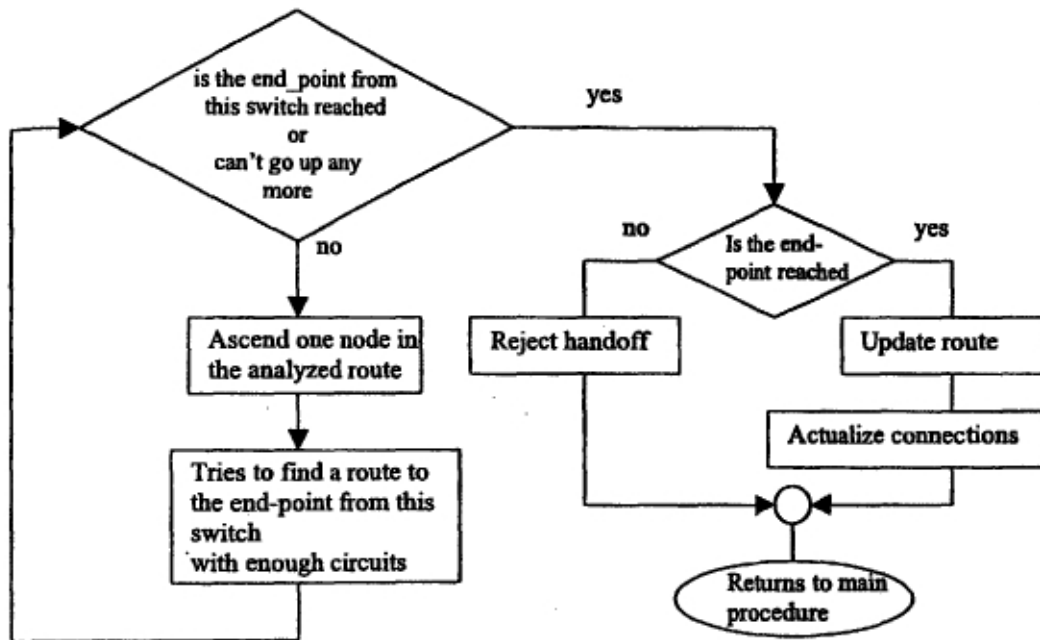 is the end_point from
this switch reached
or
can't go up any
more
yes
no
Ascend one node in
the analyzed route
Tries to find a route to
the end-point from this
switch
with enough circuits
no
Is the end-
point reached
yes
Reject handoff
Update route
Actualize connections
Returns to main
procedure